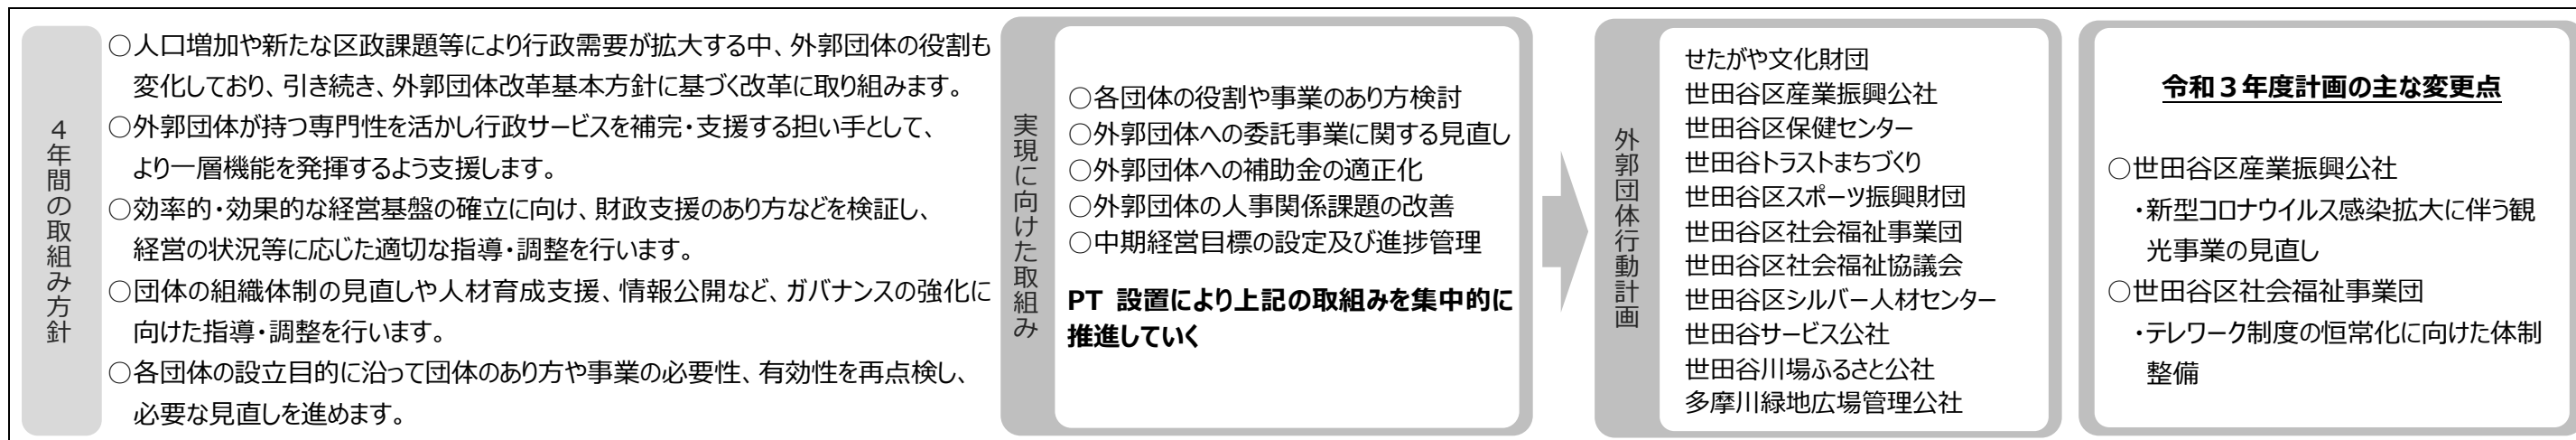 4年間の取組み方針
○人口増加や新たな区政課題等により行政需要が拡大する中、外郭団体の役割も
変化しており、引き続き、外郭団体改革基本方針に基づく改革に取り組みます。
○外郭団体が持つ専門性を活かし行政サービスを補完・支援する担い手として、
より一層機能を発揮するよう支援します。
○効率的・効果的な経営基盤の確立に向け、財政支援のあり方などを検証し、
経営の状況等に応じた適切な指導・調整を行います。
○団体の組織体制の見直しや人材育成支援、情報公開など、ガバナンスの強化に
向けた指導・調整を行います。
○各団体の設立目的に沿って団体のあり方や事業の必要性、有効性を再点検し、
必要な見直しを進めます。
実現に向けた取組み
○各団体の役割や事業のあり方検討
○外郭団体への委託事業に関する見直し
○外郭団体への補助金の適正化
○外郭団体の人事関係課題の改善
○中期経営目標の設定及び進捗管理
PT 設置により上記の取組みを集中的に
推進していく
外郭団体行動計画
せたがや文化財団
世田谷区産業振興公社
世田谷区保健センター
世田谷トラストまちづくり
世田谷区スポーツ振興財団
世田谷区社会福祉事業団
世田谷区社会福祉協議会
世田谷区シルバー人材センター
世田谷サービス公社
世田谷川場ふるさと公社
多摩川緑地広場管理公社
令和3年度計画の主な変更点
○世田谷区産業振興公社
・新型コロナウイルス感染拡大に伴う観
光事業の見直し
○世田谷区社会福祉事業団
・テレワーク制度の恒常化に向けた体制
整備